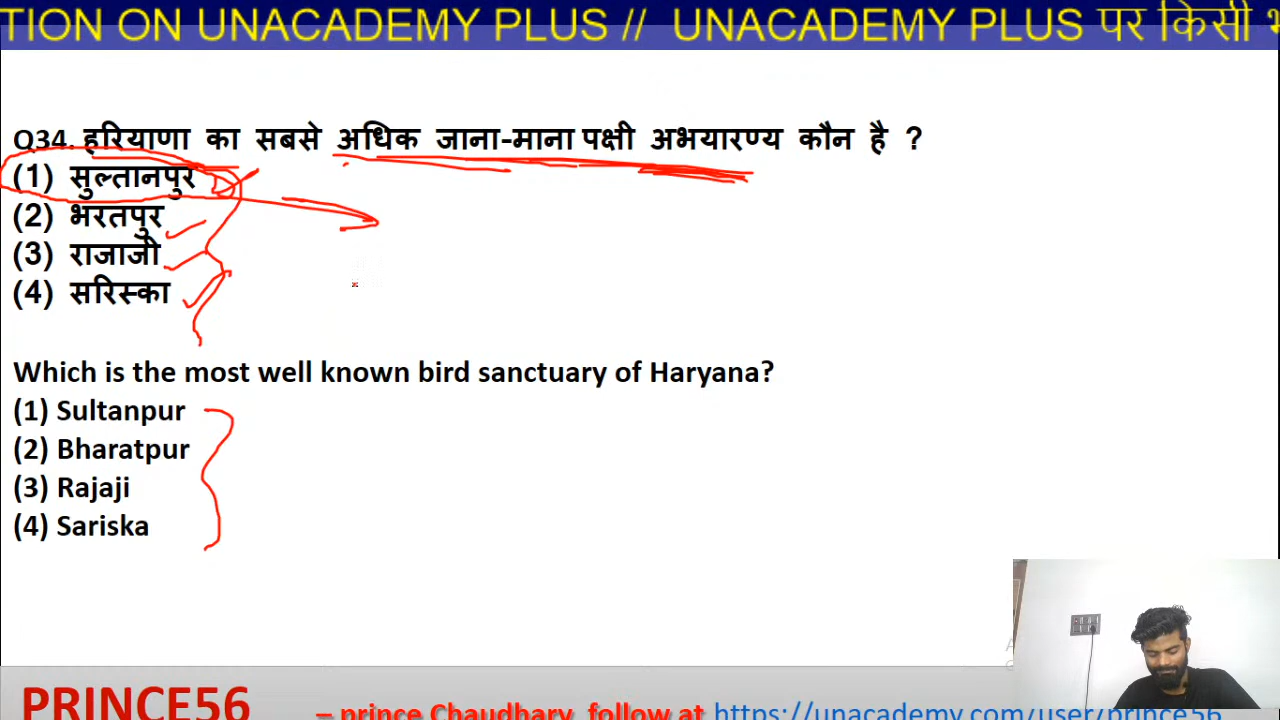 TION ON UNACADEMY PLUS // UNACADEMY PLUS पर किसी भ
Q34. हरियाणा का सबसे अधिक जाना-माना पक्षी अभयारण्य कौन है ?
(1) सुल्तानपुर
(2) भरतपुर
(3) राजाजी
(4) सरिस्का
Which is the most well known bird sanctuary of Haryana?
(1) Sultanpur
(2) Bharatpur
(3) Rajaji
(4) Sariska
PRINCE56 – prince Chaudhary follow at https://unacademy.com/user/prince56